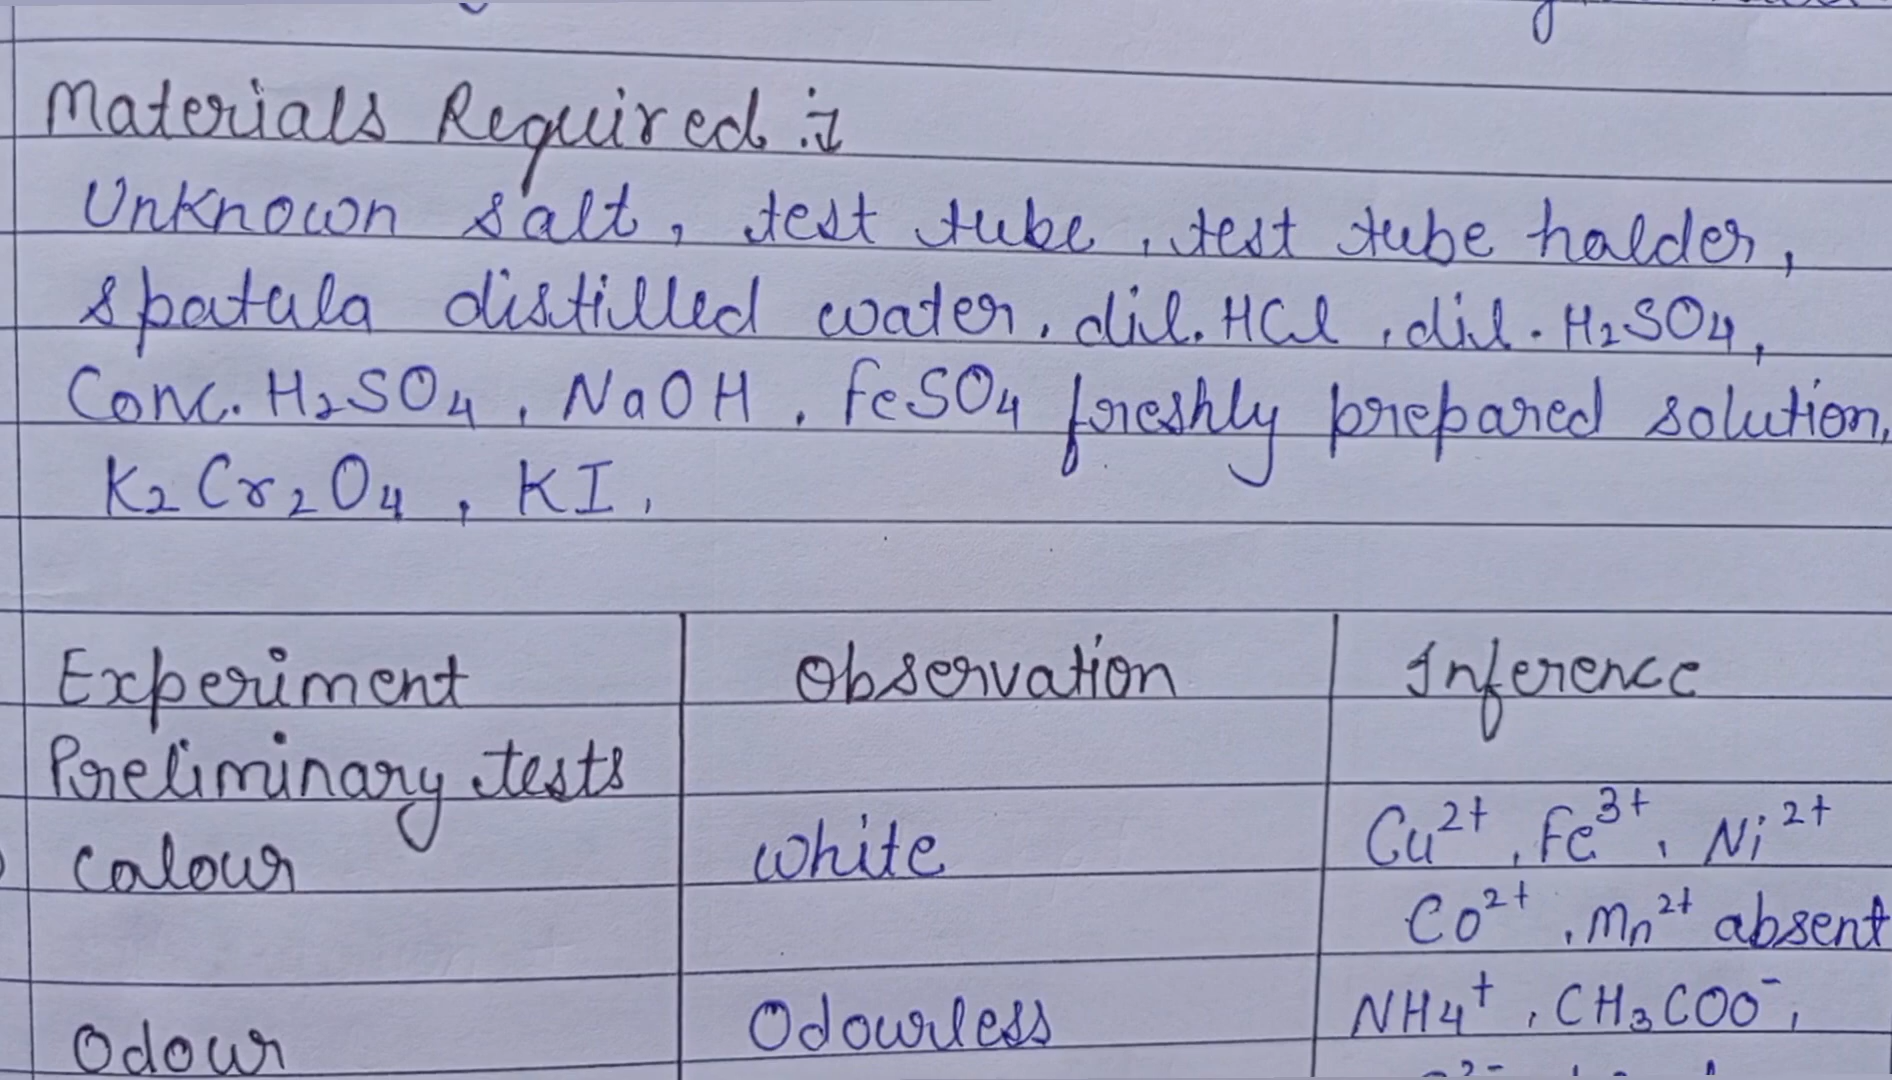 Materials Required :-
Unknown salt, test tube, test tube halder,
spatula distilled water, dil. HCl, dil. H₂SO₄,
Conc. H₂SO₄, NaOH, FeSO₄ freshly prepared solution,
K₂Cr₂O₄, KI,
Experiment Observation Inference
Preliminary tests
Calour White Cu²⁺, Fe³⁺, Ni²⁺
Co²⁺, Mn²⁺ absent
Odour Odourless NH₄⁺, CH₃COO⁻,